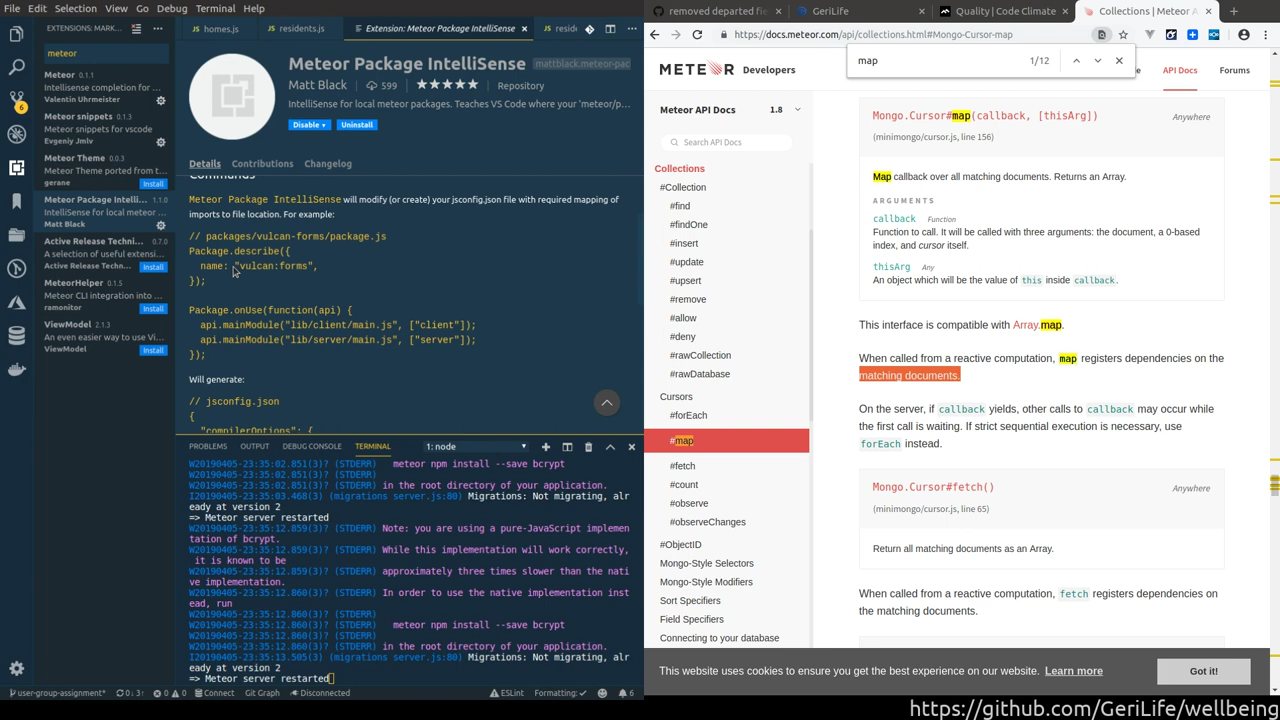 File Edit Selection View Go Debug Terminal Help
EXTENSIONS: MARK...
meteor
Meteor 0.1.1
Intellisense completion for ...
Valentin Uhrmeister
Meteor snippets 0.1.3
Meteor snippets for vscode
Evgeniy Jmlv
Meteor Theme 0.0.3
Meteor Theme ported from t...
gerane Install
Meteor Package Intelli... 1.1.0
IntelliSense for local meteor ...
Matt Black
Active Release Techni... 0.7.0
A selection of useful extensi...
Active Release Techn... Install
MeteorHelper 0.1.5
Meteor CLI integration into ...
ramonitor Install
ViewModel 2.1.3
An even easier way to use Vi...
ViewModel Install
6
homes.js residents.js Extension: Meteor Package IntelliSense resid
Meteor Package IntelliSense mattblack.meteor-pac
Matt Black 599 Repository
IntelliSense for local meteor packages. Teaches VS Code where your 'meteor/p...
Disable Uninstall
Details Contributions Changelog
Commands
Meteor Package IntelliSense will modify (or create) your jsconfig.json file with required mapping of
imports to file location. For example:
// packages/vulcan-forms/package.js
Package.describe({
name: "vulcan:forms",
});
Package.onUse(function(api) {
api.mainModule("lib/client/main.js", ["client"]);
api.mainModule("lib/server/main.js", ["server"]);
});
Will generate:
// jsconfig.json
{
"compilerOptions": {
PROBLEMS OUTPUT DEBUG CONSOLE TERMINAL 1: node
W20190405-23:35:02.851(3)? (STDERR) meteor npm install --save bcrypt
W20190405-23:35:02.851(3)? (STDERR)
W20190405-23:35:02.851(3)? (STDERR) in the root directory of your application.
I20190405-23:35:03.468(3) (migrations server.js:80) Migrations: Not migrating, alr
eady at version 2
=> Meteor server restarted
W20190405-23:35:12.859(3)? (STDERR) Note: you are using a pure-JavaScript implemen
tation of bcrypt.
W20190405-23:35:12.859(3)? (STDERR) While this implementation will work correctly,
it is known to be
W20190405-23:35:12.859(3)? (STDERR) approximately three times slower than the nati
ve implementation.
W20190405-23:35:12.860(3)? (STDERR) In order to use the native implementation inst
ead, run
W20190405-23:35:12.860(3)? (STDERR)
W20190405-23:35:12.860(3)? (STDERR) meteor npm install --save bcrypt
W20190405-23:35:12.860(3)? (STDERR)
W20190405-23:35:12.860(3)? (STDERR) in the root directory of your application.
I20190405-23:35:13.505(3) (migrations server.js:80) Migrations: Not migrating, alr
eady at version 2
=> Meteor server restarted
user-group-assignment* 0↓ 3↑ 0 0 Connect Git Graph Disconnected ESLint Formatting: ✓ 6
removed departed fi GeriLife Quality | Code Climate Collections | Meteor A
https://docs.meteor.com/api/collections.html#Mongo-Cursor-map
map 1/12
METEOR Developers API Docs Forums
Meteor API Docs 1.8
Search API Docs
Collections
#Collection
#find
#findOne
#insert
#update
#upsert
#remove
#allow
#deny
#rawCollection
#rawDatabase
Cursors
#forEach
#map
#fetch
#count
#observe
#observeChanges
#ObjectID
Mongo-Style Selectors
Mongo-Style Modifiers
Sort Specifiers
Field Specifiers
Connecting to your database
Mongo.Cursor#map(callback, [thisArg]) Anywhere
(minimongo/cursor.js, line 156)
Map callback over all matching documents. Returns an Array.
ARGUMENTS
callback Function
Function to call. It will be called with three arguments: the document, a 0-based
index, and cursor itself.
thisArg Any
An object which will be the value of this inside callback.
This interface is compatible with Array.map.
When called from a reactive computation, map registers dependencies on the
matching documents.
On the server, if callback yields, other calls to callback may occur while
the first call is waiting. If strict sequential execution is necessary, use
forEach instead.
Mongo.Cursor#fetch() Anywhere
(minimongo/cursor.js, line 65)
Return all matching documents as an Array.
When called from a reactive computation, fetch registers dependencies on
the matching documents.
This website uses cookies to ensure you get the best experience on our website. Learn more Got it!
https://github.com/GeriLife/wellbeing